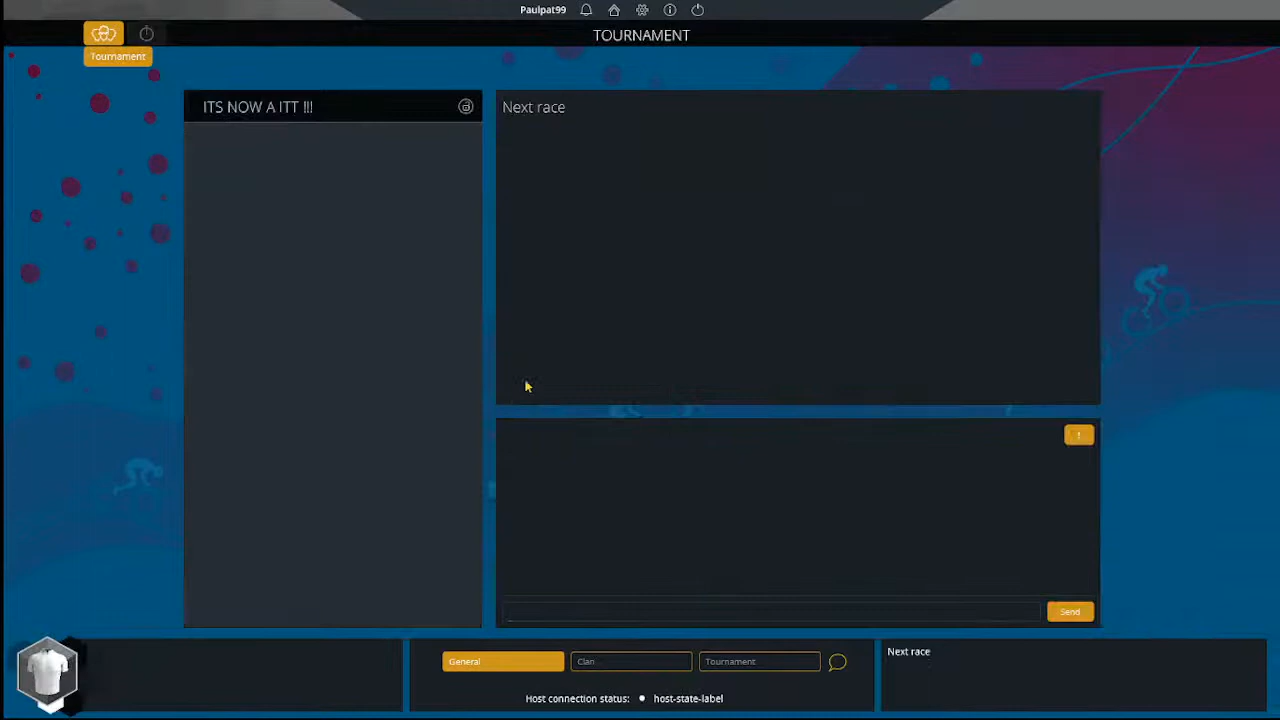 Paulpat99
TOURNAMENT
Tournament
ITS NOW A ITT !!!
Next race
!
Send
General
Clan
Tournament
Next race
Host connection status:
host-state-label